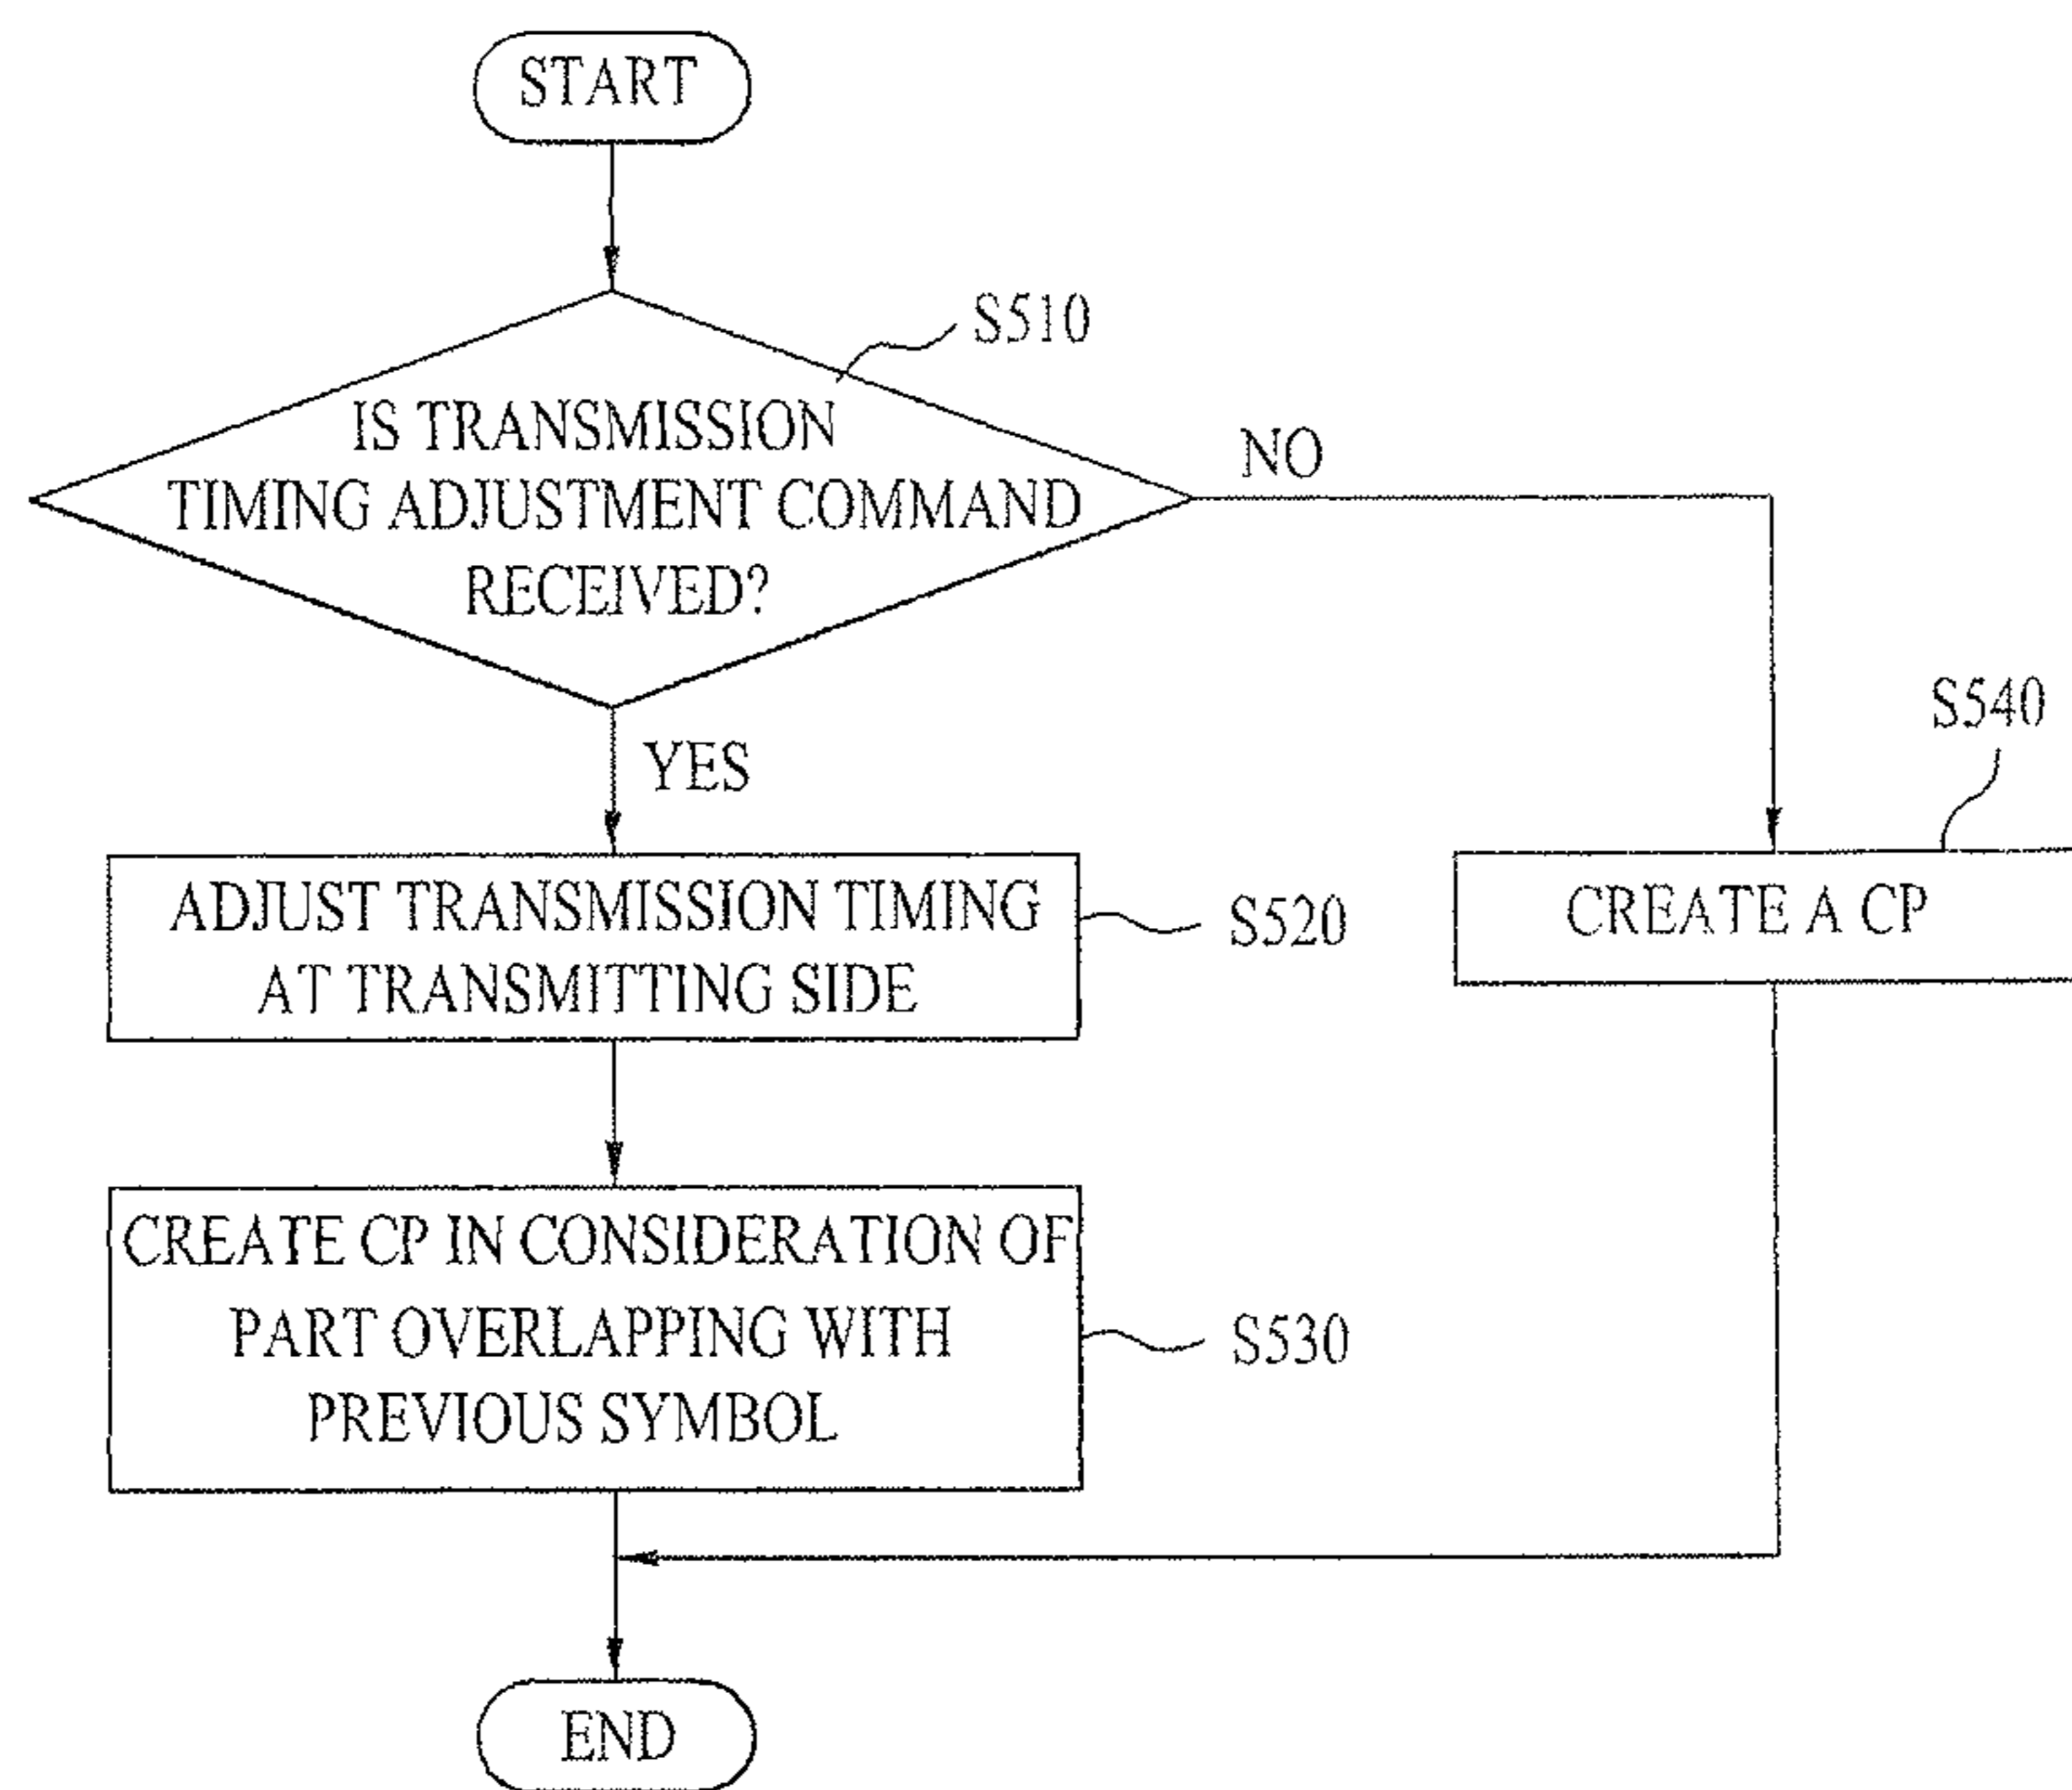 START
S510
IS TRANSMISSION
TIMING ADJUSTMENT COMMAND
RECEIVED?
NO
YES
S540
ADJUST TRANSMISSION TIMING
AT TRANSMITTING SIDE
S520
CREATE A CP
CREATE CP IN CONSIDERATION OF
PART OVERLAPPING WITH
PREVIOUS SYMBOL
S530
END